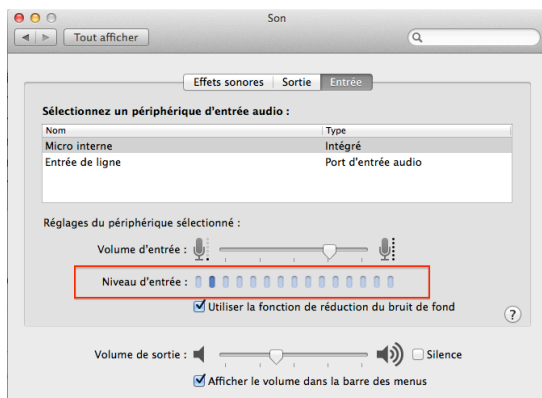 Son
Tout afficher
Effets sonores Sortie Entrée
Sélectionnez un périphérique d'entrée audio :
Nom Type
Micro interne Intégré
Entrée de ligne Port d'entrée audio
Réglages du périphérique sélectionné :
Volume d'entrée :
Niveau d'entrée :
Utiliser la fonction de réduction du bruit de fond
?
Volume de sortie : Silence
Afficher le volume dans la barre des menus